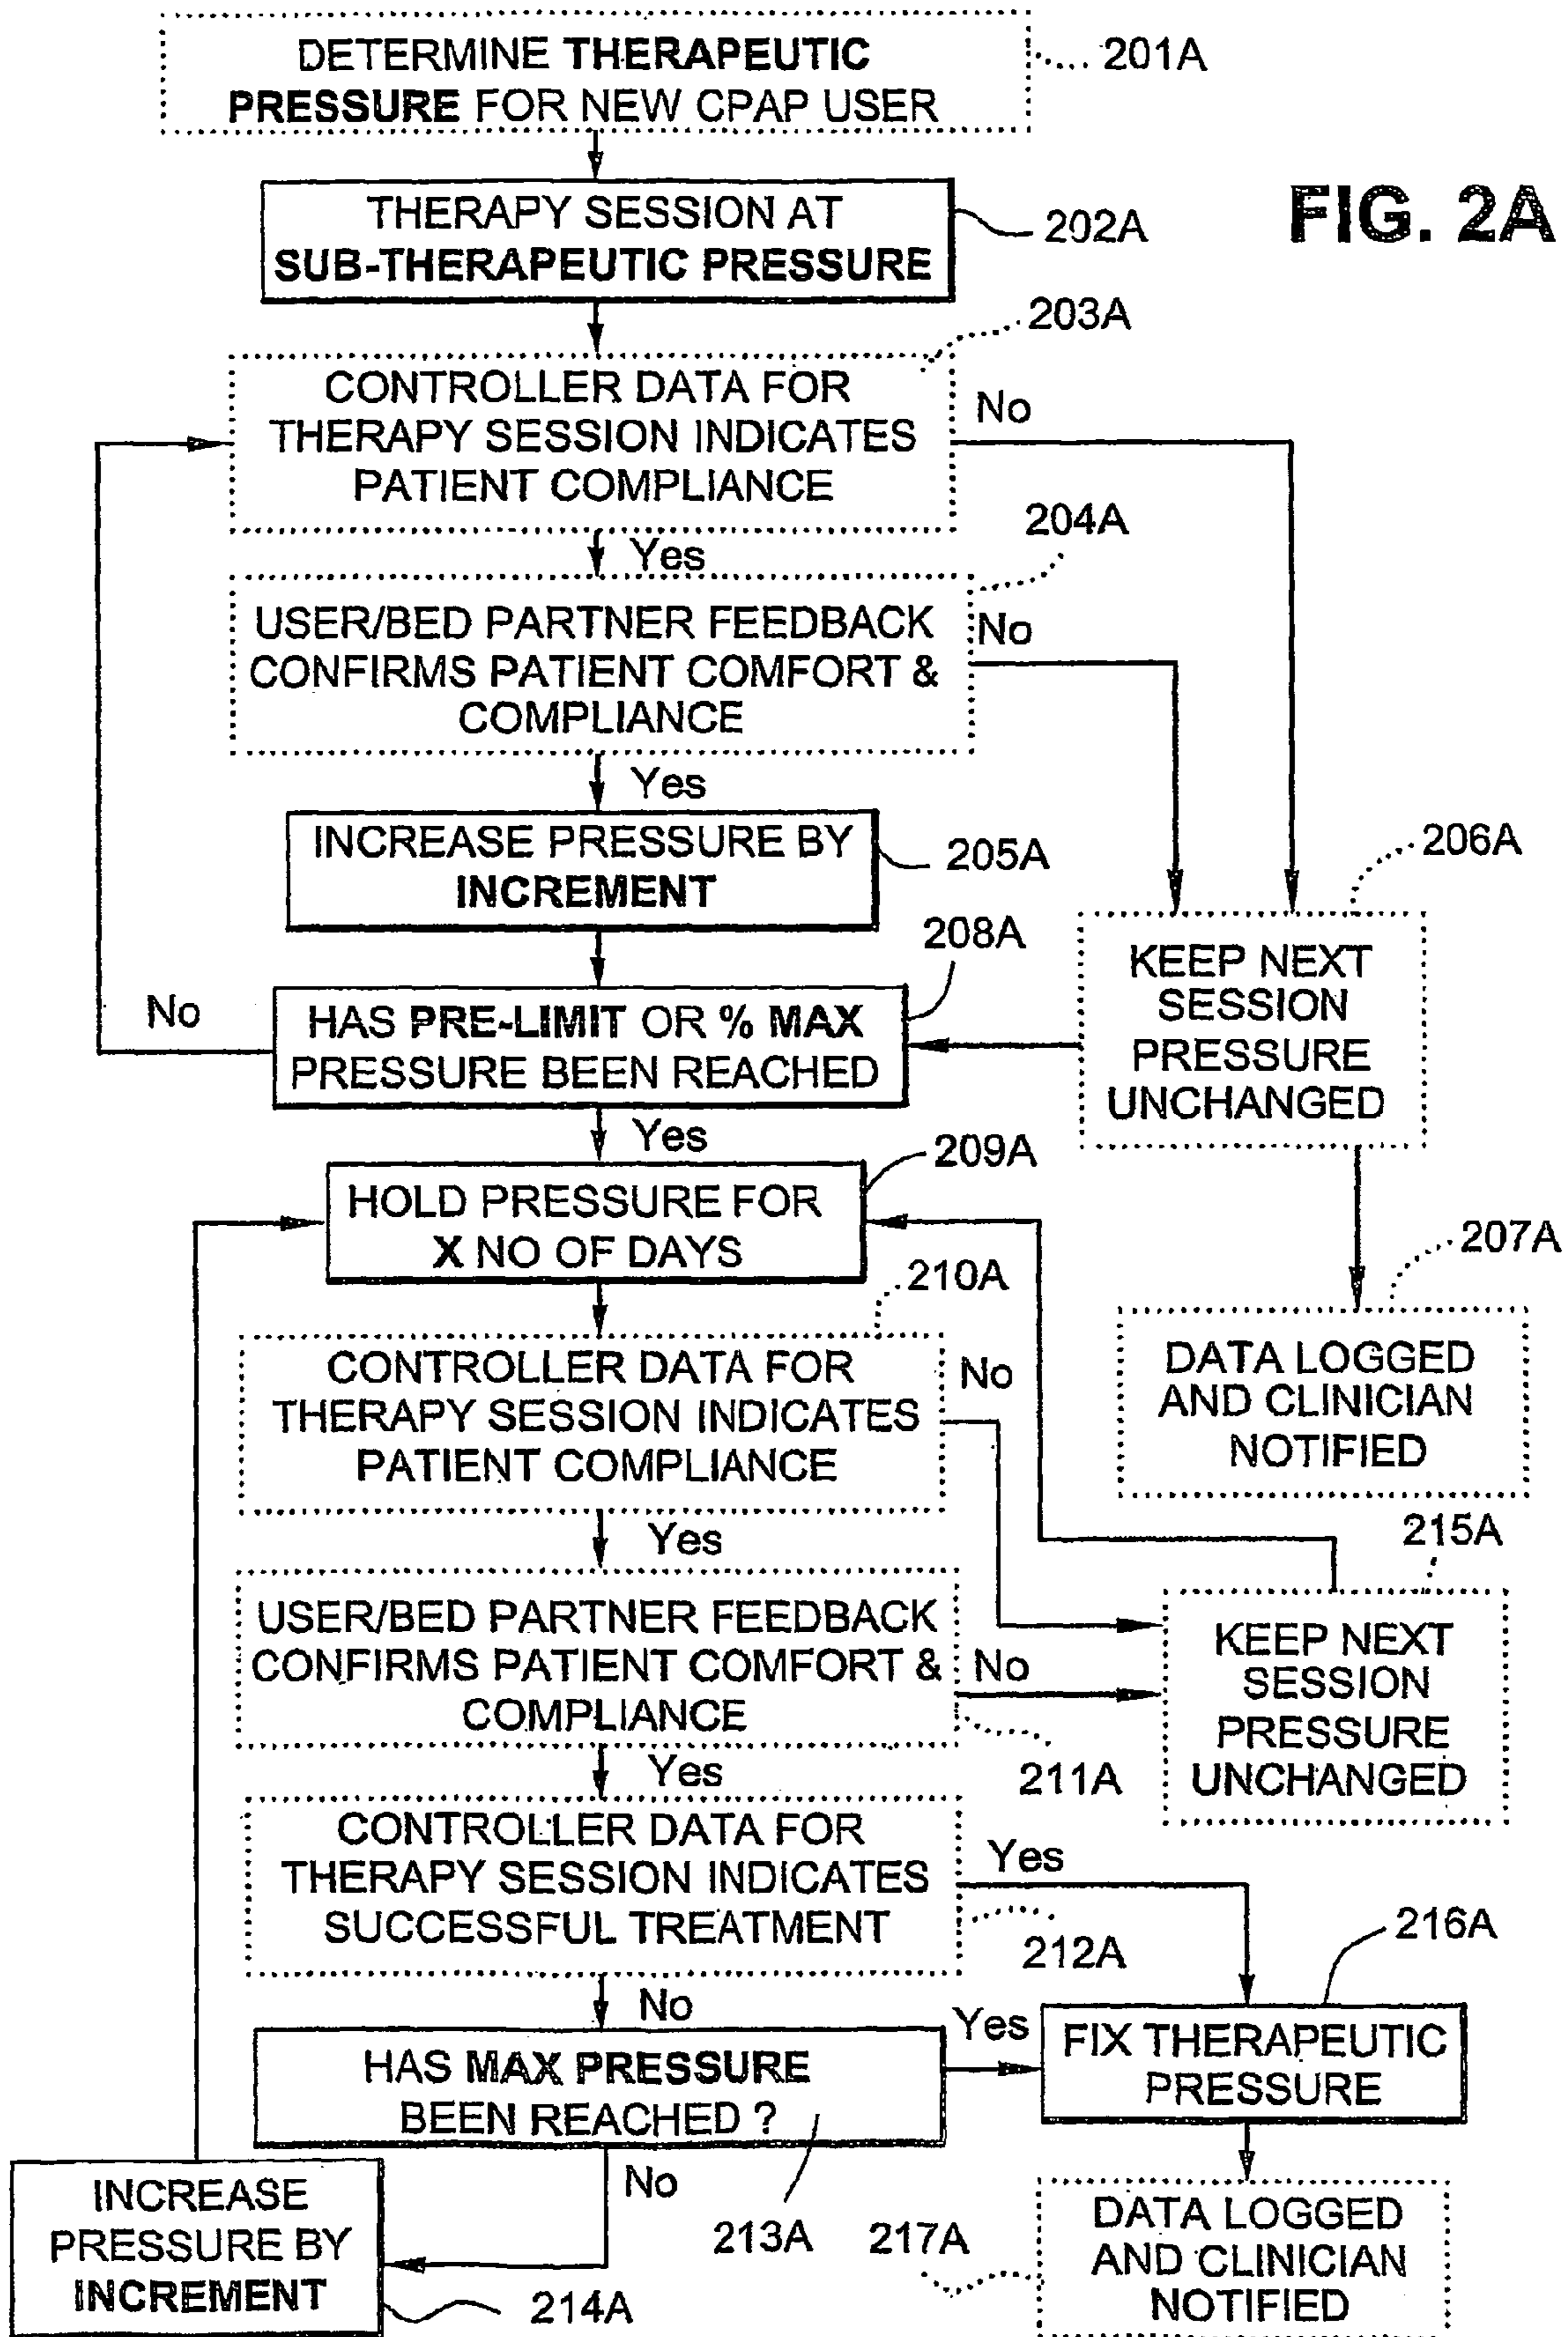 DETERMINE THERAPEUTIC
PRESSURE FOR NEW CPAP USER
201A
FIG. 2A
THERAPY SESSION AT
SUB-THERAPEUTIC PRESSURE
202A
203A
CONTROLLER DATA FOR
THERAPY SESSION INDICATES
PATIENT COMPLIANCE
No
Yes
204A
USER/BED PARTNER FEEDBACK
CONFIRMS PATIENT COMFORT &
COMPLIANCE
No
Yes
INCREASE PRESSURE BY
INCREMENT
205A
206A
KEEP NEXT
SESSION
PRESSURE
UNCHANGED
208A
No
HAS PRE-LIMIT OR % MAX
PRESSURE BEEN REACHED
Yes
209A
HOLD PRESSURE FOR
X NO OF DAYS
207A
DATA LOGGED
AND CLINICIAN
NOTIFIED
210A
CONTROLLER DATA FOR
THERAPY SESSION INDICATES
PATIENT COMPLIANCE
No
Yes
215A
KEEP NEXT
SESSION
PRESSURE
UNCHANGED
USER/BED PARTNER FEEDBACK
CONFIRMS PATIENT COMFORT &
COMPLIANCE
No
211A
Yes
CONTROLLER DATA FOR
THERAPY SESSION INDICATES
SUCCESSFUL TREATMENT
Yes
212A
216A
No
HAS MAX PRESSURE
BEEN REACHED ?
Yes
FIX THERAPEUTIC
PRESSURE
No
213A
217A
DATA LOGGED
AND CLINICIAN
NOTIFIED
INCREASE
PRESSURE BY
INCREMENT
214A